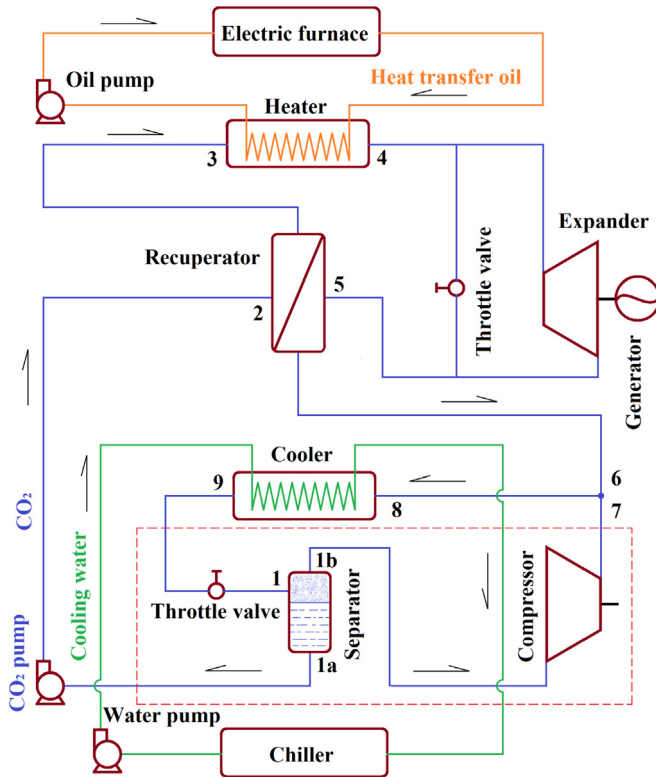 Electric furnace
Oil pump
Heat transfer oil
Heater
3
4
Expander
Recuperator
Throttle valve
2
5
Generator
CO₂
Cooler
9
8
6
7
Cooling water
1
1b
Throttle valve
Separator
Compressor
1a
CO₂ pump
Water pump
Chiller